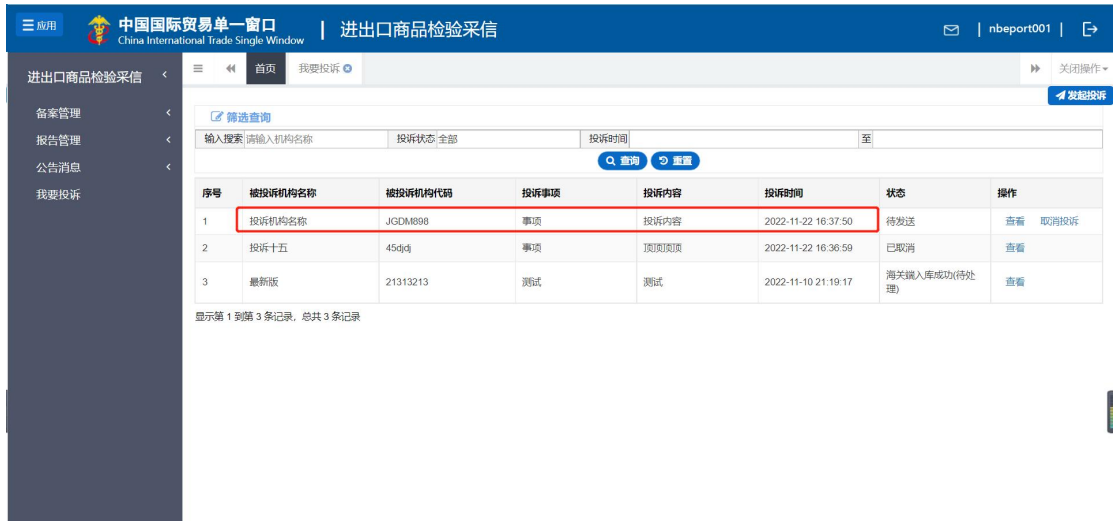 应用 中国国际贸易单一窗口 | 进出口商品检验采信 | nbeport001 |
China International Trade Single Window
进出口商品检验采信 首页 我要投诉 关闭操作
发起投诉
备案管理
报告管理
公告消息
我要投诉
筛选查询
输入搜索 请输入机构名称 投诉状态 全部 投诉时间 至
查询 重置
序号 被投诉机构名称 被投诉机构代码 投诉事项 投诉内容 投诉时间 状态 操作
1 投诉机构名称 JGDM898 事项 投诉内容 2022-11-22 16:37:50 待发送 查看 取消投诉
2 投诉十五 45djdj 事项 顶顶顶顶 2022-11-22 16:36:59 已取消 查看
3 最新版 21313213 测试 测试 2022-11-10 21:19:17 海关端入库成功(待处 查看
理)
显示第 1 到第 3 条记录，总共 3 条记录